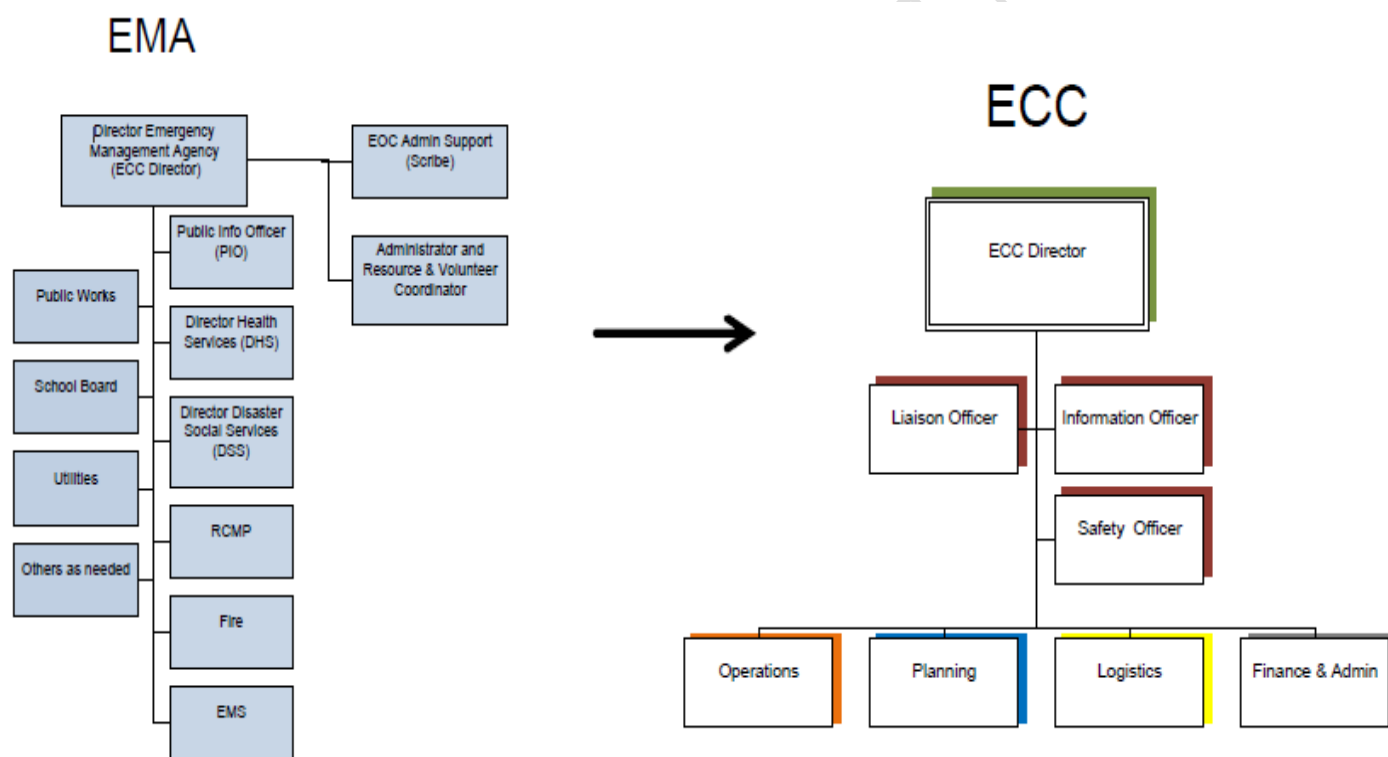 EMA
Director Emergency
Management Agency
(ECC Director)
EOC Admin Support
(Scribe)
Public Info Officer
(PIO)
Administrator and
Resource & Volunteer
Coordinator
Public Works
Director Health
Services (DHS)
School Board
Director Disaster
Social Services
(DSS)
Utilities
RCMP
Others as needed
Fire
EMS
ECC
ECC Director
Liaison Officer
Information Officer
Safety Officer
Operations
Planning
Logistics
Finance & Admin